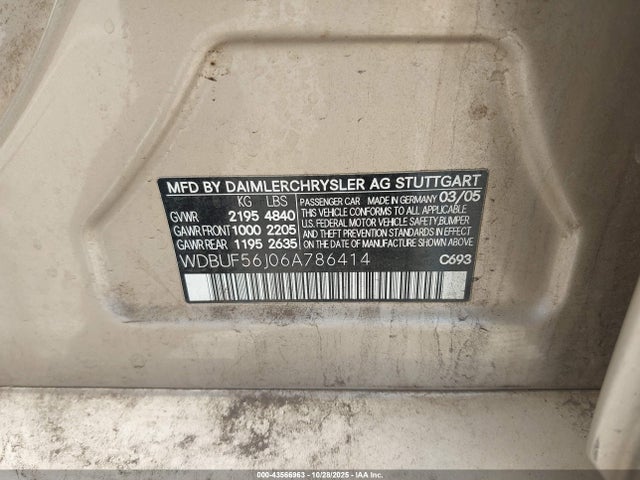 MFD BY DAIMLERCHRYSLER AG STUTTGART
KG LBS PASSENGER CAR MADE IN GERMANY 03/05
GVWR 2195 4840 THIS VEHICLE CONFORMS TO ALL APPLICABLE
GAWR FRONT 1000 2205 U.S. FEDERAL MOTOR VEHICLE SAFETY, BUMPER
GAWR REAR 1195 2635 AND THEFT PREVENTION STANDARDS IN EFFECT
ON THE DATE OF MANUFACTURE SHOWN ABOVE
WDBUF56J06A786414 C693
000-43566963 | 10/28/2025 | IAAI.COM